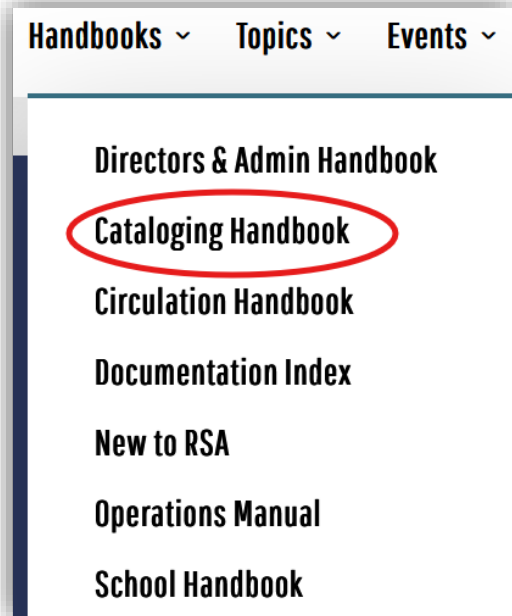 Handbooks Topics Events
Directors & Admin Handbook
Cataloging Handbook
Circulation Handbook
Documentation Index
New to RSA
Operations Manual
School Handbook